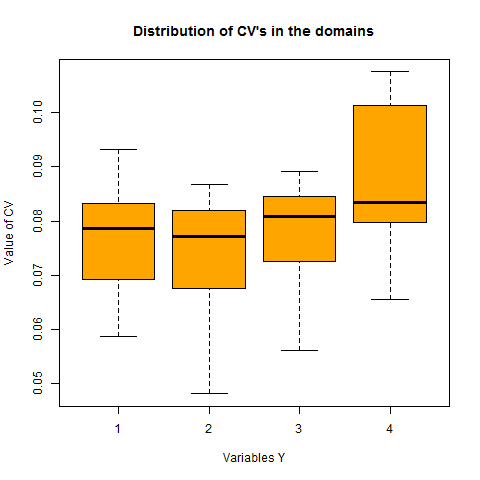 Distribution of CV's in the domains
Value of CV
0.10
0.09
0.08
0.07
0.06
0.05
1 2 3 4
Variables Y